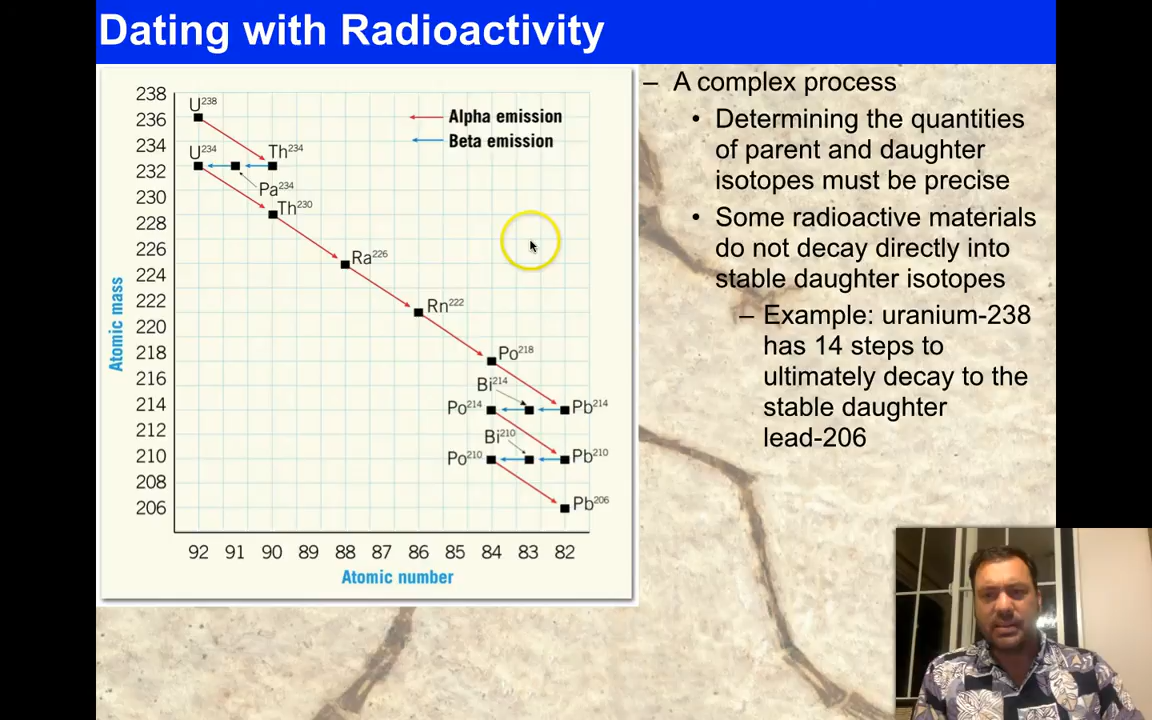 Dating with Radioactivity
238
236
234
232
230
228
226
224
222
220
218
216
214
212
210
208
206
Atomic mass
92 91 90 89 88 87 86 85 84 83 82
Atomic number
Alpha emission
Beta emission
U238
U234
Th234
Pa234
Th230
Ra226
Rn222
Po218
Bi214
Po214
Pb214
Bi210
Po210
Pb210
Pb206
– A complex process
• Determining the quantities
of parent and daughter
isotopes must be precise
• Some radioactive materials
do not decay directly into
stable daughter isotopes
– Example: uranium-238
has 14 steps to
ultimately decay to the
stable daughter
lead-206